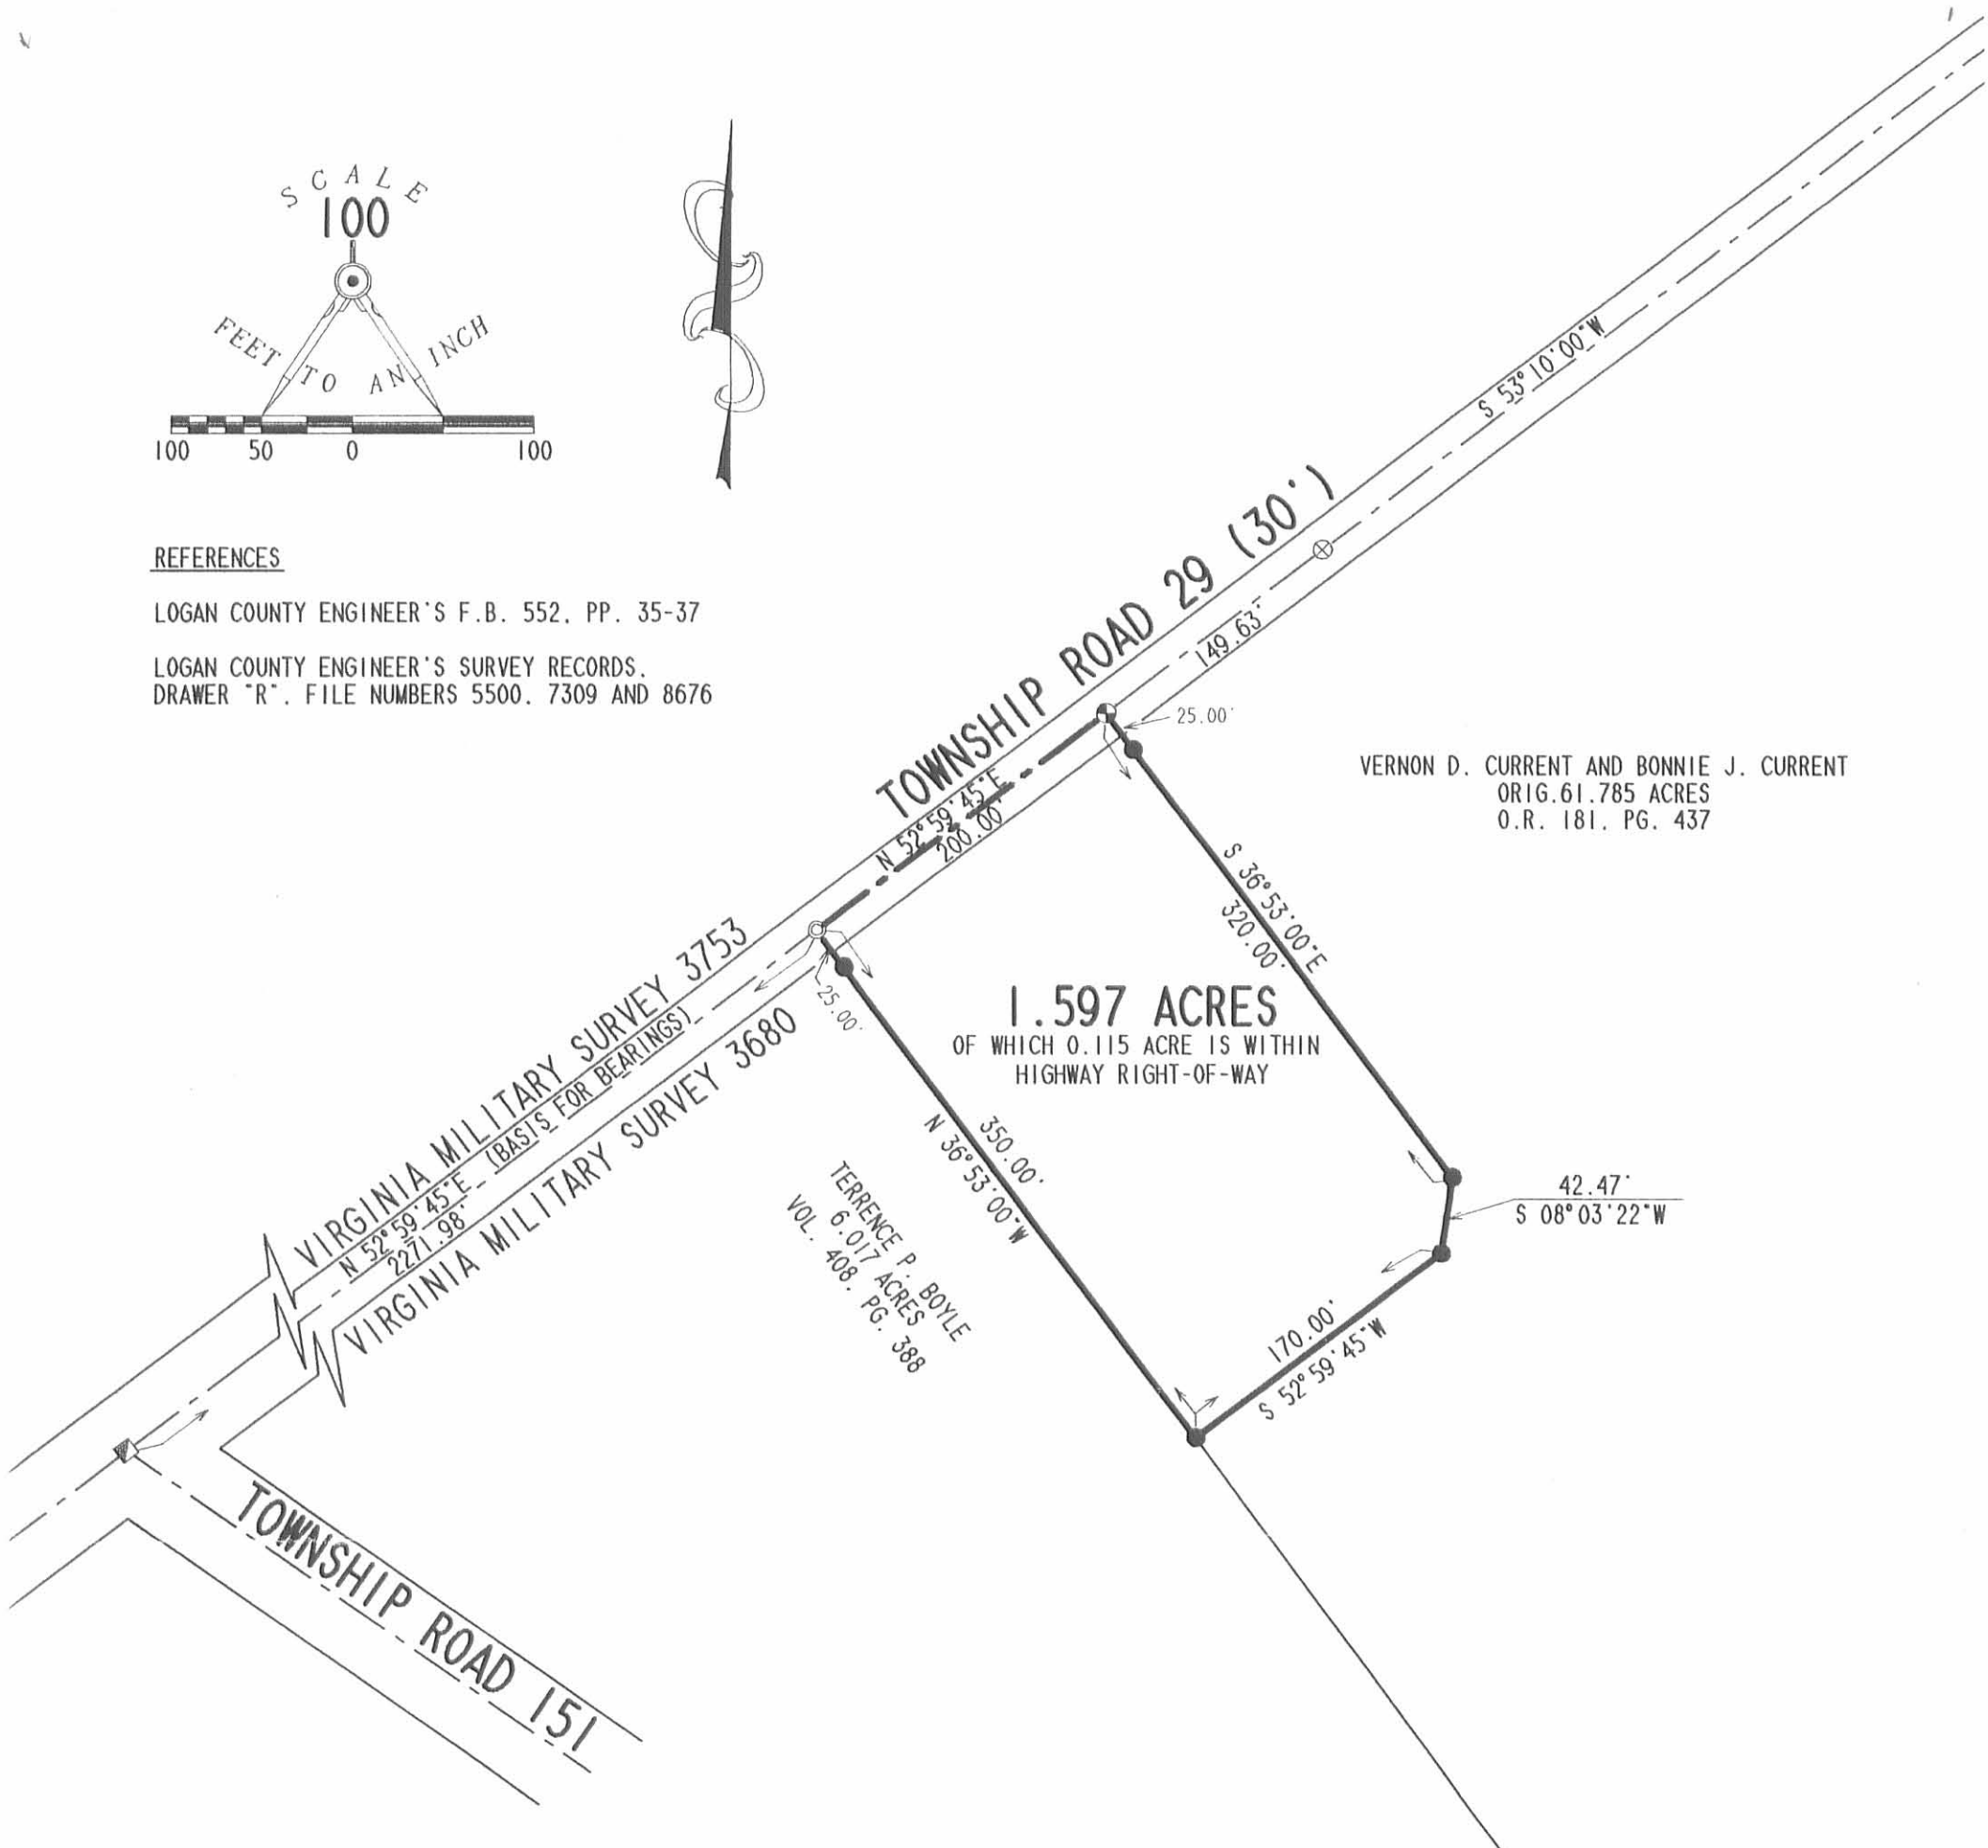 SCALE
100
FEET TO AN INCH
100 50 0 100
REFERENCES
LOGAN COUNTY ENGINEER'S F.B. 552, PP. 35-37
LOGAN COUNTY ENGINEER'S SURVEY RECORDS.
DRAWER "R". FILE NUMBERS 5500. 7309 AND 8676
S 53°10'00"W
TOWNSHIP ROAD 29 (30')
149.63'
25.00'
N 52°59'45"E
200.00'
VERNON D. CURRENT AND BONNIE J. CURRENT
ORIG.61.785 ACRES
O.R. 181. PG. 437
S 36°53'00"E
320.00'
1.597 ACRES
OF WHICH 0.115 ACRE IS WITHIN
HIGHWAY RIGHT-OF-WAY
25.00'
VIRGINIA MILITARY SURVEY 3753
N 52°59'45"E (BASIS FOR BEARINGS)
2271.98'
VIRGINIA MILITARY SURVEY 3680
350.00'
N 36°53'00"W
TERRENCE P. BOYLE
6.017 ACRES
VOL. 408. PG. 388
42.47'
S 08°03'22"W
170.00'
S 52°59'45"W
TOWNSHIP ROAD 151